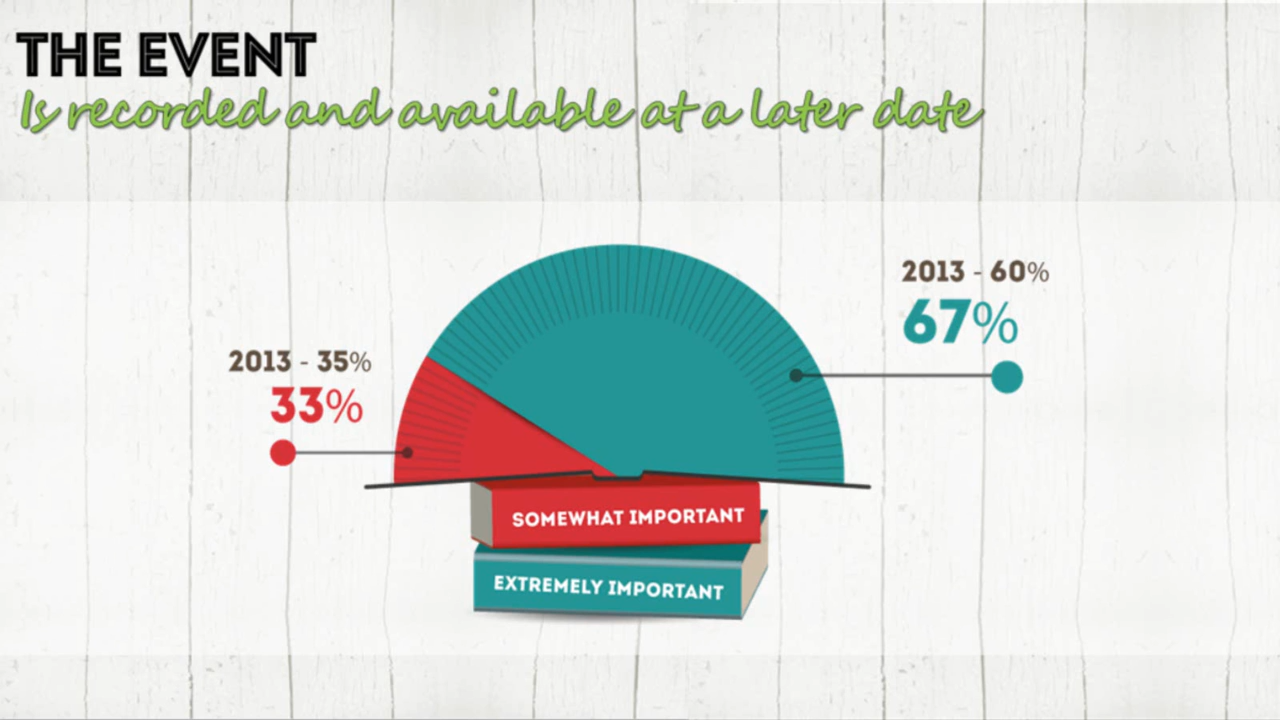 THE EVENT
Is recorded and available at a later date
2013 - 60%
67%
2013 - 35%
33%
SOMEWHAT IMPORTANT
EXTREMELY IMPORTANT